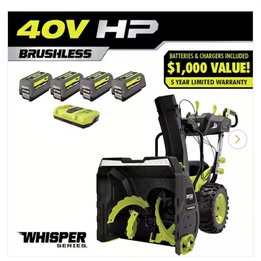 40V HP
BRUSHLESS
BATTERIES & CHARGERS INCLUDED
$1,000 VALUE!
5 YEAR LIMITED WARRANTY
WHISPER
SERIES